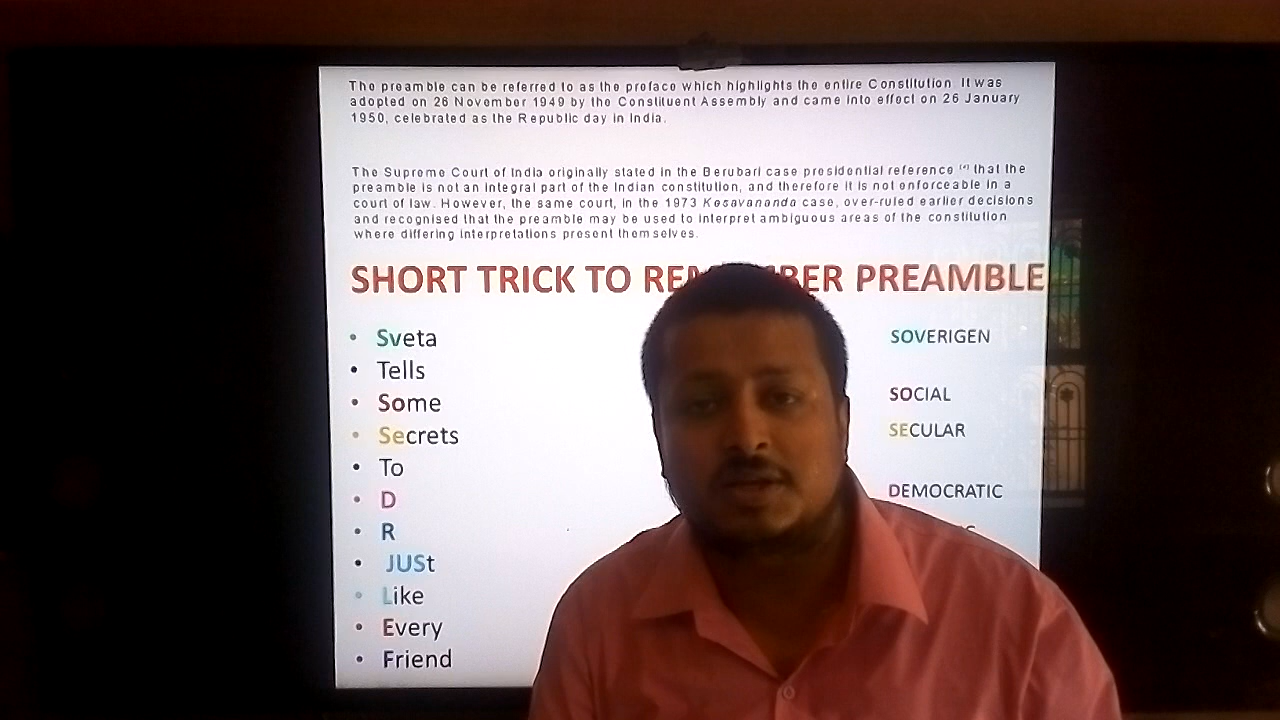 The preamble can be referred to as the preface which highlights the entire Constitution. It was
adopted on 26 November 1949 by the Constituent Assembly and came into effect on 26 January
1950, celebrated as the Republic day in India.
The Supreme Court of India originally stated in the Berubari case presidential reference that the
preamble is not an integral part of the Indian constitution, and therefore it is not enforceable in a
court of law. However, the same court, in the 1973 Kesavananda case, over-ruled earlier decisions
and recognised that the preamble may be used to interpret ambiguous areas of the constitution
where differing interpretations present themselves.
SHORT TRICK TO REM BER PREAMBLE
• Sveta SOVERIGEN
• Tells
• Some SOCIAL
• Secrets SECULAR
• To
• D DEMOCRATIC
• R
• JUSt
• Like
• Every
• Friend